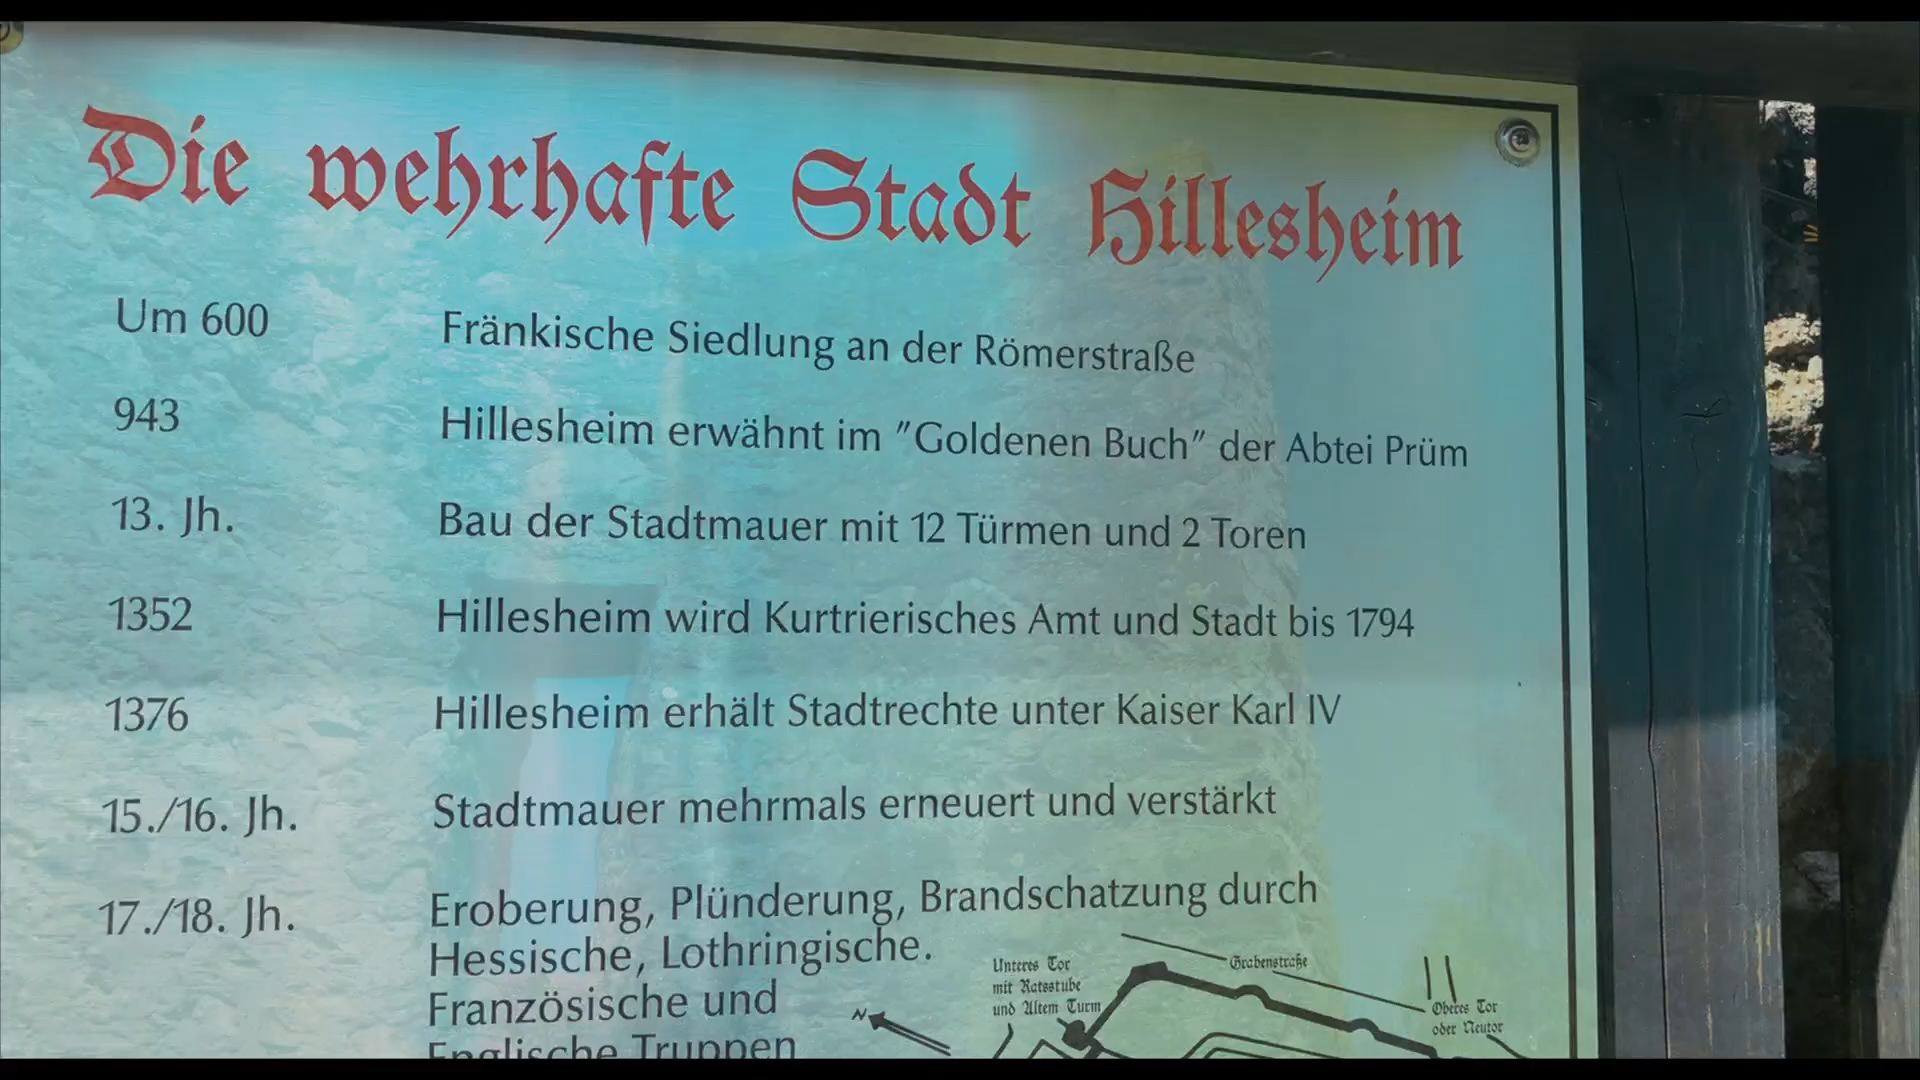 Die wehrhafte Stadt Hillesheim
Um 600 Fränkische Siedlung an der Römerstraße
943 Hillesheim erwähnt im "Goldenen Buch" der Abtei Prüm
13. Jh. Bau der Stadtmauer mit 12 Türmen und 2 Toren
1352 Hillesheim wird Kurtrierisches Amt und Stadt bis 1794
1376 Hillesheim erhält Stadtrechte unter Kaiser Karl IV
15./16. Jh. Stadtmauer mehrmals erneuert und verstärkt
17./18. Jh. Eroberung, Plünderung, Brandschatzung durch
Hessische, Lothringische.
Französische und
Englische Truppen
Unteres Tor
mit Ratsstube
und Altem Turm
Grabenstraße
Oberes Tor
oder Neutor
N